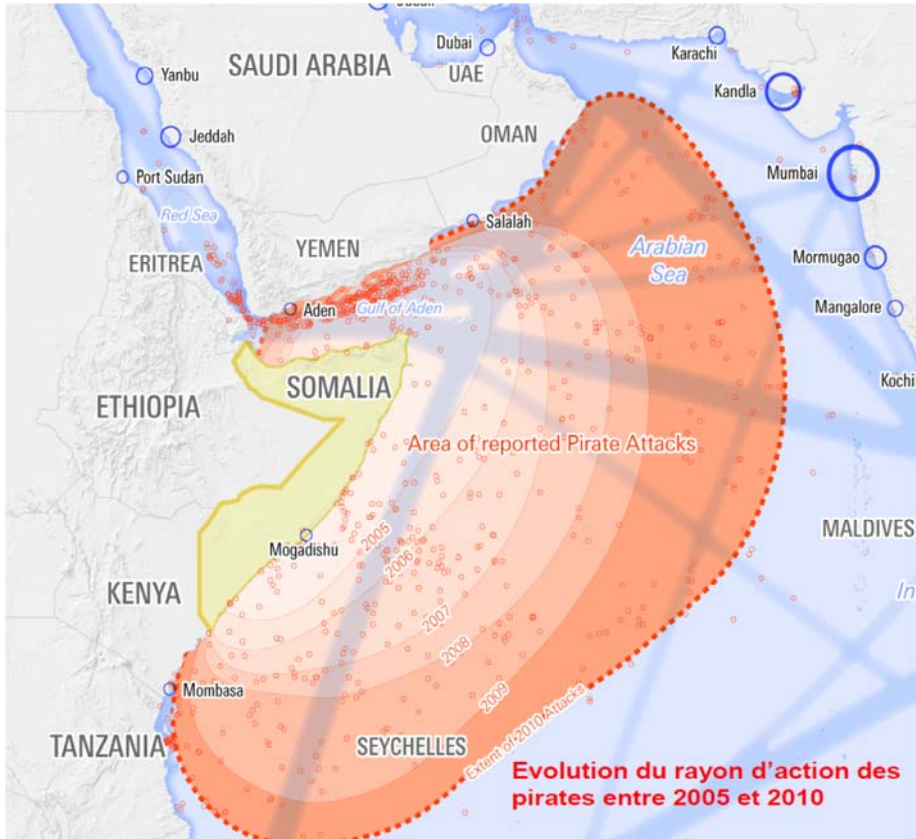 Dubai
Karachi
SAUDI ARABIA
UAE
Yanbu
Kandla
Jeddah
OMAN
Port Sudan
Mumbai
Red Sea
Salalah
YEMEN
Arabian
Sea
ERITREA
Mormugao
Aden
Gulf of Aden
Mangalore
SOMALIA
Kochi
ETHIOPIA
Area of reported Pirate Attacks
MALDIVES
2005
Mogadishu
2006
KENYA
In
2007
2008
2009
Mombasa
Extent of 2010 Attacks
TANZANIA
SEYCHELLES
Evolution du rayon d’action des
pirates entre 2005 et 2010